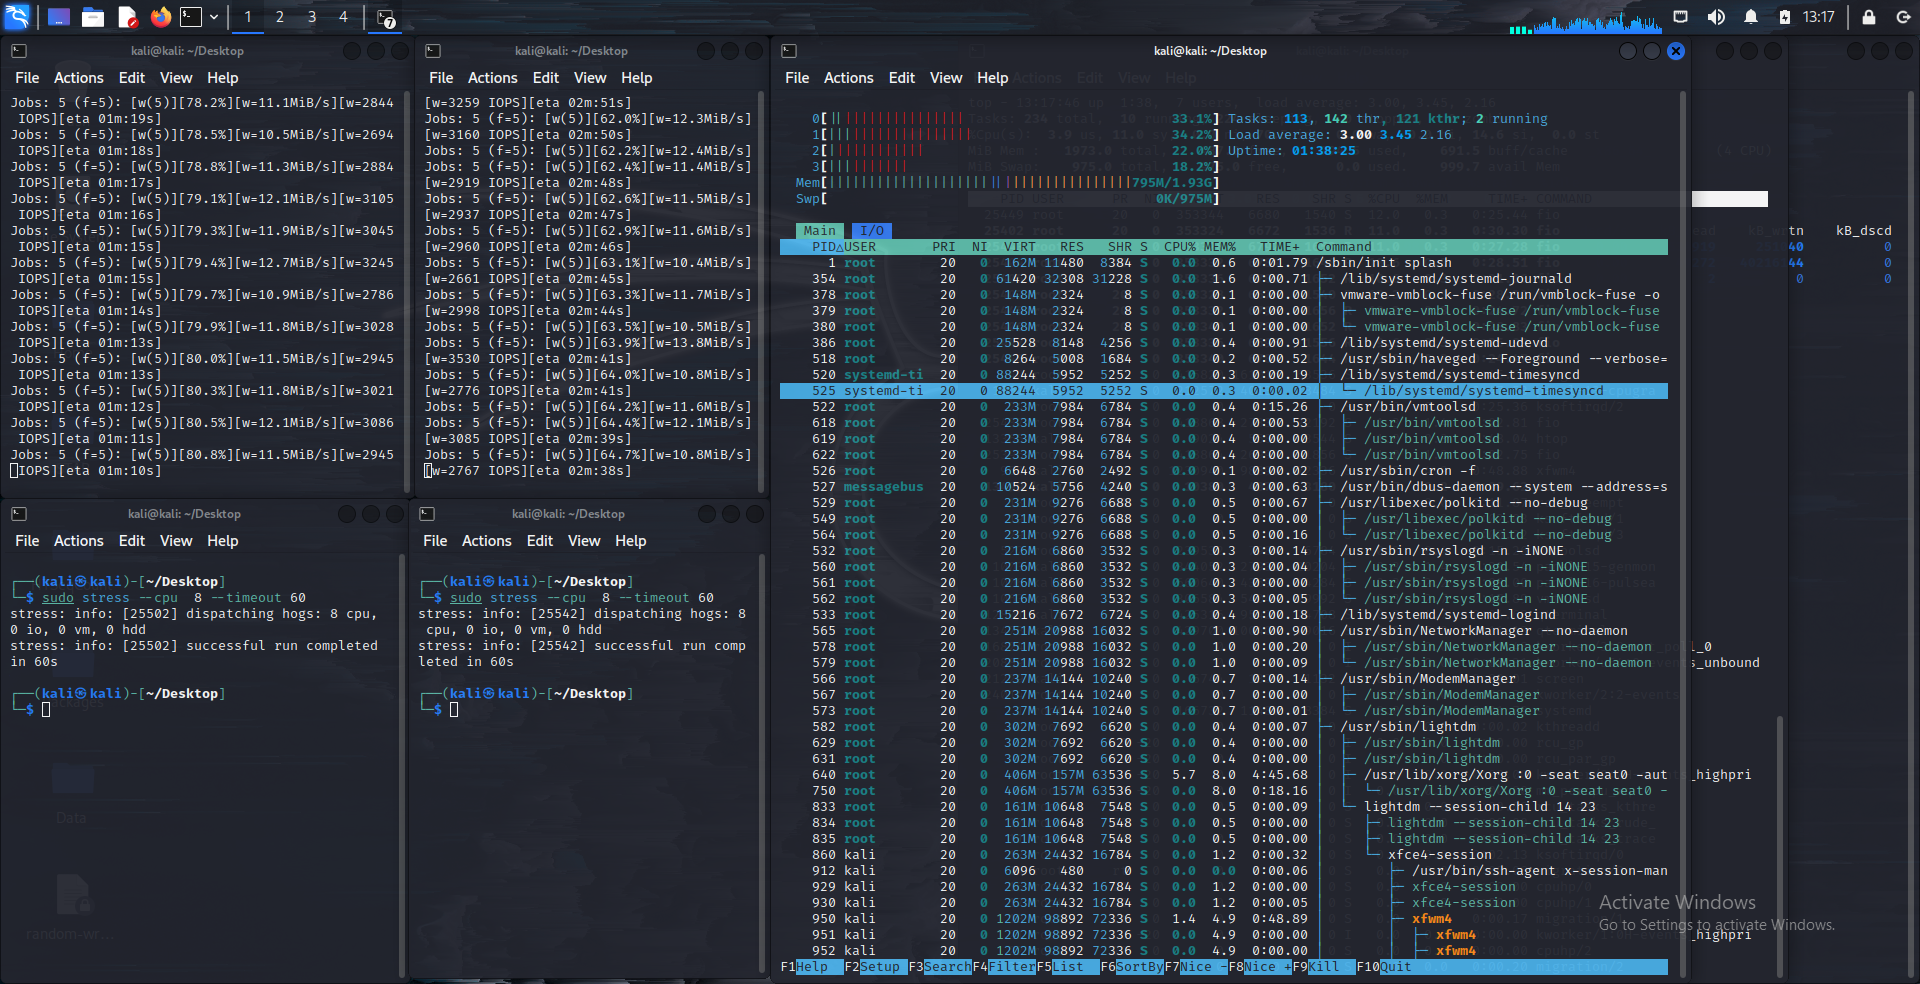 1 2 3 4 7 13:17
kali@kali: ~/Desktop
File Actions Edit View Help
Jobs: 5 (f=5): [w(5)][78.2%][w=11.1MiB/s][w=2844
 IOPS][eta 01m:19s]
Jobs: 5 (f=5): [w(5)][78.5%][w=10.5MiB/s][w=2694
 IOPS][eta 01m:18s]
Jobs: 5 (f=5): [w(5)][78.8%][w=11.3MiB/s][w=2884
 IOPS][eta 01m:17s]
Jobs: 5 (f=5): [w(5)][79.1%][w=12.1MiB/s][w=3105
 IOPS][eta 01m:16s]
Jobs: 5 (f=5): [w(5)][79.3%][w=11.9MiB/s][w=3045
 IOPS][eta 01m:15s]
Jobs: 5 (f=5): [w(5)][79.4%][w=12.7MiB/s][w=3245
 IOPS][eta 01m:15s]
Jobs: 5 (f=5): [w(5)][79.7%][w=10.9MiB/s][w=2786
 IOPS][eta 01m:14s]
Jobs: 5 (f=5): [w(5)][79.9%][w=11.8MiB/s][w=3028
 IOPS][eta 01m:13s]
Jobs: 5 (f=5): [w(5)][80.0%][w=11.5MiB/s][w=2945
 IOPS][eta 01m:13s]
Jobs: 5 (f=5): [w(5)][80.3%][w=11.8MiB/s][w=3021
 IOPS][eta 01m:12s]
Jobs: 5 (f=5): [w(5)][80.5%][w=12.1MiB/s][w=3086
 IOPS][eta 01m:11s]
Jobs: 5 (f=5): [w(5)][80.8%][w=11.5MiB/s][w=2945
 IOPS][eta 01m:10s]
kali@kali: ~/Desktop
File Actions Edit View Help
[w=3259 IOPS][eta 02m:51s]
Jobs: 5 (f=5): [w(5)][62.0%][w=12.3MiB/s]
[w=3160 IOPS][eta 02m:50s]
Jobs: 5 (f=5): [w(5)][62.2%][w=12.4MiB/s]
Jobs: 5 (f=5): [w(5)][62.4%][w=11.4MiB/s]
[w=2919 IOPS][eta 02m:48s]
Jobs: 5 (f=5): [w(5)][62.6%][w=11.5MiB/s]
[w=2937 IOPS][eta 02m:47s]
Jobs: 5 (f=5): [w(5)][62.9%][w=11.6MiB/s]
[w=2960 IOPS][eta 02m:46s]
Jobs: 5 (f=5): [w(5)][63.1%][w=10.4MiB/s]
[w=2661 IOPS][eta 02m:45s]
Jobs: 5 (f=5): [w(5)][63.3%][w=11.7MiB/s]
[w=2998 IOPS][eta 02m:44s]
Jobs: 5 (f=5): [w(5)][63.5%][w=10.5MiB/s]
Jobs: 5 (f=5): [w(5)][63.9%][w=13.8MiB/s]
[w=3530 IOPS][eta 02m:41s]
Jobs: 5 (f=5): [w(5)][64.0%][w=10.8MiB/s]
[w=2776 IOPS][eta 02m:41s]
Jobs: 5 (f=5): [w(5)][64.2%][w=11.6MiB/s]
Jobs: 5 (f=5): [w(5)][64.4%][w=12.1MiB/s]
[w=3085 IOPS][eta 02m:39s]
Jobs: 5 (f=5): [w(5)][64.7%][w=10.8MiB/s]
[w=2767 IOPS][eta 02m:38s]
kali@kali: ~/Desktop
File Actions Edit View Help
┌──(kali㉿kali)-[~/Desktop]
└─$ sudo stress --cpu  8 --timeout 60
stress: info: [25502] dispatching hogs: 8 cpu,
0 io, 0 vm, 0 hdd
stress: info: [25502] successful run completed
in 60s
┌──(kali㉿kali)-[~/Desktop]
└─$
kali@kali: ~/Desktop
File Actions Edit View Help
┌──(kali㉿kali)-[~/Desktop]
└─$ sudo stress --cpu  8 --timeout 60
stress: info: [25542] dispatching hogs: 8
 cpu, 0 io, 0 vm, 0 hdd
stress: info: [25542] successful run comp
leted in 60s
┌──(kali㉿kali)-[~/Desktop]
└─$
kali@kali: ~/Desktop
File Actions Edit View Help
0[ 33.1%] Tasks: 113, 142 thr, 121 kthr; 2 running
1[ 34.2%] Load average: 3.00 3.45 2.16
2[ 22.0%] Uptime: 01:38:25
3[ 18.2%]
Mem[ 795M/1.93G]
Swp[ 0K/975M]
Main I/O
PID△USER PRI NI VIRT RES SHR S CPU% MEM% TIME+ Command
1 root 20 0 162M 11480 8384 S 0.0 0.6 0:01.79 /sbin/init splash
354 root 20 0 61420 32308 31228 S 0.0 1.6 0:00.71 ├─ /lib/systemd/systemd-journald
378 root 20 0 148M 2324 8 S 0.0 0.1 0:00.00 ├─ vmware-vmblock-fuse /run/vmblock-fuse -o
379 root 20 0 148M 2324 8 S 0.0 0.1 0:00.00 │ ├─ vmware-vmblock-fuse /run/vmblock-fuse
380 root 20 0 148M 2324 8 S 0.0 0.1 0:00.00 │ └─ vmware-vmblock-fuse /run/vmblock-fuse
386 root 20 0 25528 8148 4256 S 0.0 0.4 0:00.91 ├─ /lib/systemd/systemd-udevd
518 root 20 0 8264 5008 1684 S 0.0 0.2 0:00.52 ├─ /usr/sbin/haveged --Foreground --verbose=
520 systemd-ti 20 0 88244 5952 5252 S 0.0 0.3 0:00.19 ├─ /lib/systemd/systemd-timesyncd
525 systemd-ti 20 0 88244 5952 5252 S 0.0 0.3 0:00.02 │ └─ /lib/systemd/systemd-timesyncd
522 root 20 0 233M 7984 6784 S 0.0 0.4 0:15.26 ├─ /usr/bin/vmtoolsd
618 root 20 0 233M 7984 6784 S 0.0 0.4 0:00.53 │ ├─ /usr/bin/vmtoolsd
619 root 20 0 233M 7984 6784 S 0.0 0.4 0:00.00 │ ├─ /usr/bin/vmtoolsd
622 root 20 0 233M 7984 6784 S 0.0 0.4 0:00.00 │ └─ /usr/bin/vmtoolsd
526 root 20 0 6648 2760 2492 S 0.0 0.1 0:00.02 ├─ /usr/sbin/cron -f
527 messagebus 20 0 10524 5756 4240 S 0.0 0.3 0:00.63 ├─ /usr/bin/dbus-daemon --system --address=s
529 root 20 0 231M 9276 6688 S 0.0 0.5 0:00.67 ├─ /usr/libexec/polkitd --no-debug
549 root 20 0 231M 9276 6688 S 0.0 0.5 0:00.00 │ ├─ /usr/libexec/polkitd --no-debug
564 root 20 0 231M 9276 6688 S 0.0 0.5 0:00.16 │ └─ /usr/libexec/polkitd --no-debug
532 root 20 0 216M 6860 3532 S 0.0 0.3 0:00.14 ├─ /usr/sbin/rsyslogd -n -iNONE
560 root 20 0 216M 6860 3532 S 0.0 0.3 0:00.04 │ ├─ /usr/sbin/rsyslogd -n -iNONE
561 root 20 0 216M 6860 3532 S 0.0 0.3 0:00.00 │ ├─ /usr/sbin/rsyslogd -n -iNONE
562 root 20 0 216M 6860 3532 S 0.0 0.3 0:00.05 │ └─ /usr/sbin/rsyslogd -n -iNONE
533 root 20 0 15216 7672 6724 S 0.0 0.4 0:00.18 ├─ /lib/systemd/systemd-logind
565 root 20 0 251M 20988 16032 S 0.0 1.0 0:00.90 ├─ /usr/sbin/NetworkManager --no-daemon
578 root 20 0 251M 20988 16032 S 0.0 1.0 0:00.20 │ ├─ /usr/sbin/NetworkManager --no-daemon
579 root 20 0 251M 20988 16032 S 0.0 1.0 0:00.09 │ └─ /usr/sbin/NetworkManager --no-daemon
566 root 20 0 237M 14144 10240 S 0.0 0.7 0:00.14 ├─ /usr/sbin/ModemManager
567 root 20 0 237M 14144 10240 S 0.0 0.7 0:00.00 │ ├─ /usr/sbin/ModemManager
573 root 20 0 237M 14144 10240 S 0.0 0.7 0:00.01 │ └─ /usr/sbin/ModemManager
582 root 20 0 302M 7692 6620 S 0.0 0.4 0:00.07 ├─ /usr/sbin/lightdm
629 root 20 0 302M 7692 6620 S 0.0 0.4 0:00.00 │ ├─ /usr/sbin/lightdm
631 root 20 0 302M 7692 6620 S 0.0 0.4 0:00.00 │ ├─ /usr/sbin/lightdm
640 root 20 0 406M 157M 63536 S 5.7 8.0 4:45.68 │ ├─ /usr/lib/xorg/Xorg :0 -seat seat0 -aut
750 root 20 0 406M 157M 63536 S 0.0 8.0 0:18.16 │ │ └─ /usr/lib/xorg/Xorg :0 -seat seat0 -
833 root 20 0 161M 10648 7548 S 0.0 0.5 0:00.09 │ └─ lightdm --session-child 14 23
834 root 20 0 161M 10648 7548 S 0.0 0.5 0:00.00 │ ├─ lightdm --session-child 14 23
835 root 20 0 161M 10648 7548 S 0.0 0.5 0:00.00 │ ├─ lightdm --session-child 14 23
860 kali 20 0 263M 24432 16784 S 0.0 1.2 0:00.32 │ └─ xfce4-session
912 kali 20 0 6096 480 0 S 0.0 0.0 0:00.06 │ ├─ /usr/bin/ssh-agent x-session-man
929 kali 20 0 263M 24432 16784 S 0.0 1.2 0:00.00 │ ├─ xfce4-session
930 kali 20 0 263M 24432 16784 S 0.0 1.2 0:00.05 │ ├─ xfce4-session
950 kali 20 0 1202M 98892 72336 S 1.4 4.9 0:48.89 │ ├─ xfwm4
951 kali 20 0 1202M 98892 72336 S 0.0 4.9 0:00.00 │ │ ├─ xfwm4
952 kali 20 0 1202M 98892 72336 S 0.0 4.9 0:00.00 │ │ ├─ xfwm4
F1Help F2Setup F3SearchF4FilterF5List F6SortByF7Nice -F8Nice +F9Kill F10Quit
tn kB_dscd
40 0
44 0
0 0
l_0
s_unbound
_highpri
_highpri
Data
random-wr...
Activate Windows
Go to Settings to activate Windows.